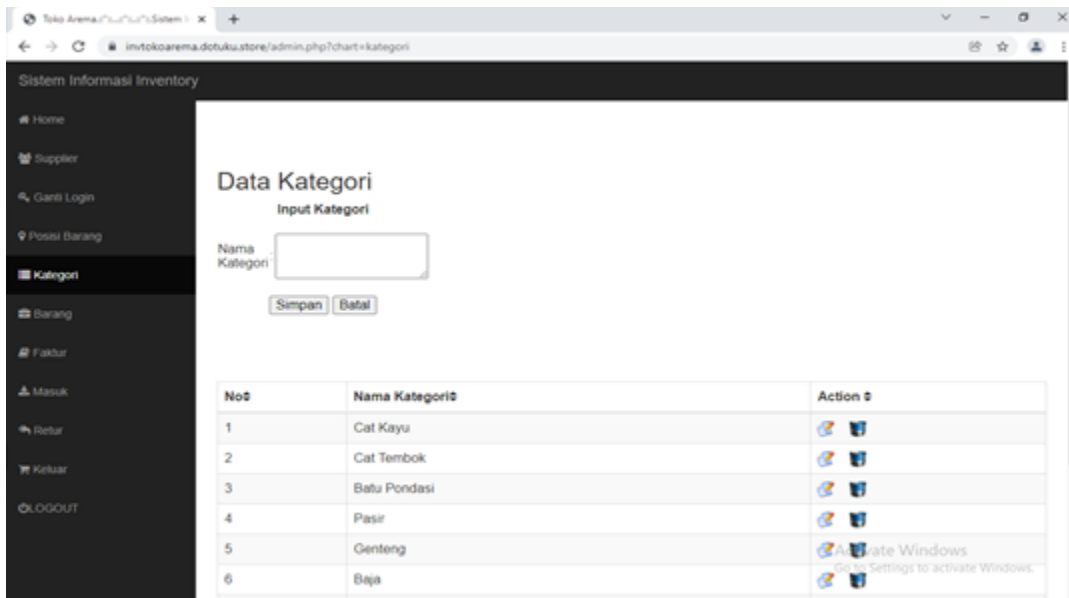 Toko Arema
Sistem I
invtokoarema.dotuku.store/admin.php?chart=kategori
Sistem Informasi Inventory
Home
Supplier
Ganti Login
Posisi Barang
Kategori
Barang
Faktur
Masuk
Retur
Keluar
LOGOUT
Data Kategori
Input Kategori
Nama
Kategori
:
Simpan Batal
No Nama Kategori Action
1 Cat Kayu
2 Cat Tembok
3 Batu Pondasi
4 Pasir
5 Genteng
6 Baja
Activate Windows
Go to Settings to activate Windows.